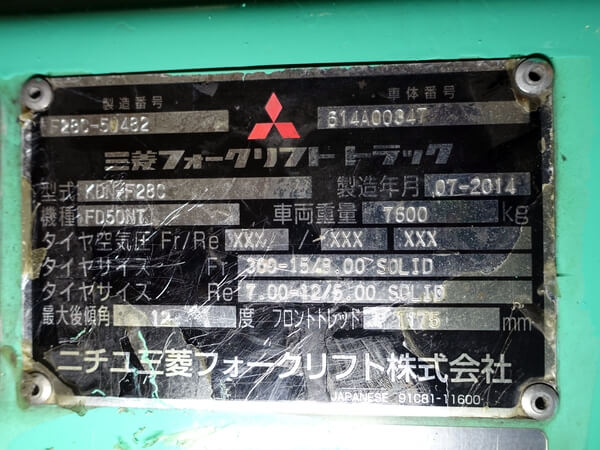 製造番号 車体番号
F28C-50482 614A0034T
三菱フォークリフトトラック
型式 F28C 製造年月 07-2014
機種 FD50NT 車両重量 7600 kg
タイヤ空気圧 Fr/Re XXX / XXX XXX
タイヤサイズ Fr 300-15/8.00 SOLID
タイヤサイズ Re 7.00-12/5.00 SOLID
最大後傾角 12 度 フロントトレッド 1175 mm
ニチユ三菱フォークリフト株式会社
JAPANESE 91C81-11600